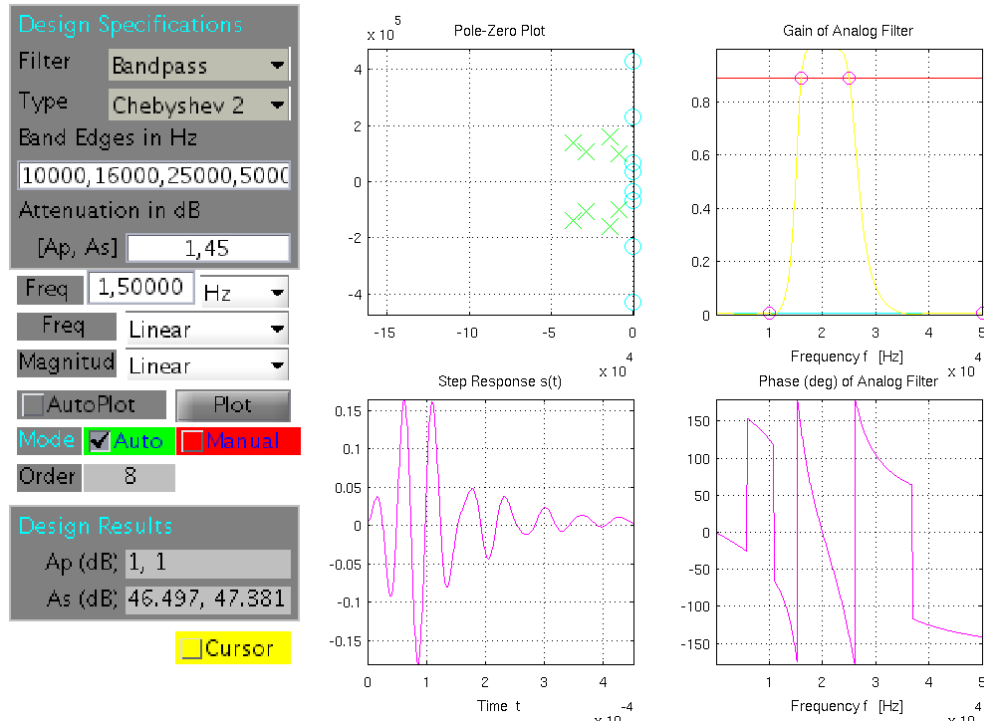 Design Specifications
Filter Bandpass
Type Chebyshev 2
Band Edges in Hz
10000,16000,25000,5000
Attenuation in dB
[Ap, As] 1,45
Freq 1,50000 Hz
Freq Linear
Magnitud Linear
AutoPlot Plot
Mode Auto Manual
Order 8
Design Results
Ap (dB) 1, 1
As (dB) 46.497, 47.381
Cursor
Pole-Zero Plot
x 10 5
4
2
0
-2
-4
-15 -10 -5 0
x 10 4
Gain of Analog Filter
0.8
0.6
0.4
0.2
0
1 2 3 4 5
Frequency f [Hz]
x 10 4
Step Response s(t)
0.15
0.1
0.05
0
-0.05
-0.1
-0.15
0 1 2 3 4
Time t
x 10 -4
Phase (deg) of Analog Filter
150
100
50
0
-50
-100
-150
1 2 3 4 5
Frequency f [Hz]
x 10 4